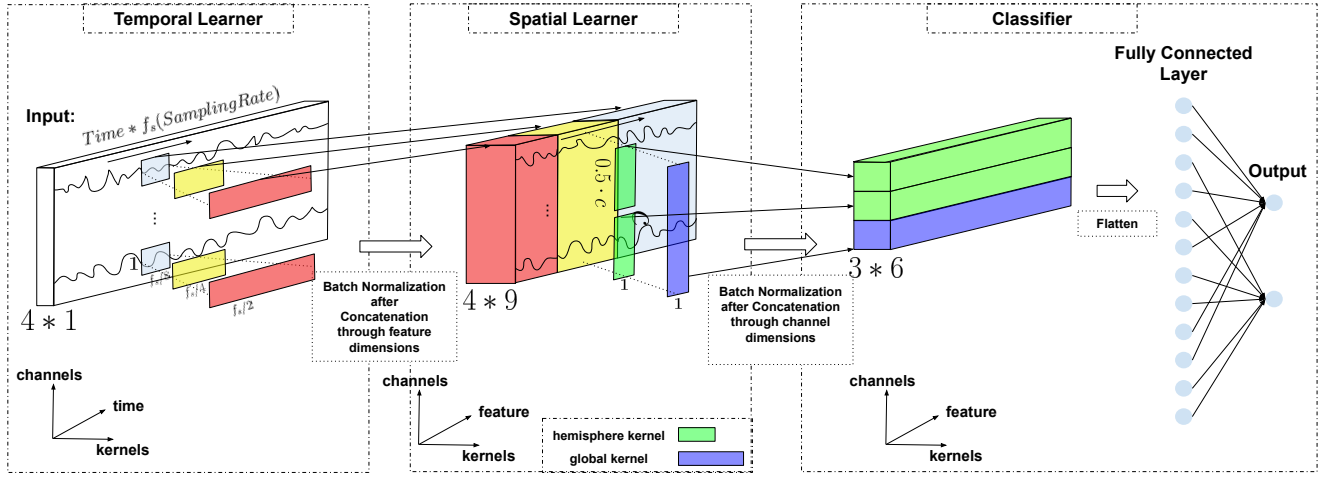 Temporal Learner
Spatial Learner
Classifier
Input:
Time * f_s(SamplingRate)
...
1
f_s/8
f_s/4
f_s/2
4 * 1
channels
time
kernels
Batch Normalization
after
Concatenation
through feature
dimensions
0.5 · c
...
1
1
4 * 9
channels
feature
kernels
hemisphere kernel
global kernel
Batch Normalization
after Concatenation
through channel
dimensions
3 * 6
channels
feature
kernels
Flatten
Fully Connected
Layer
Output